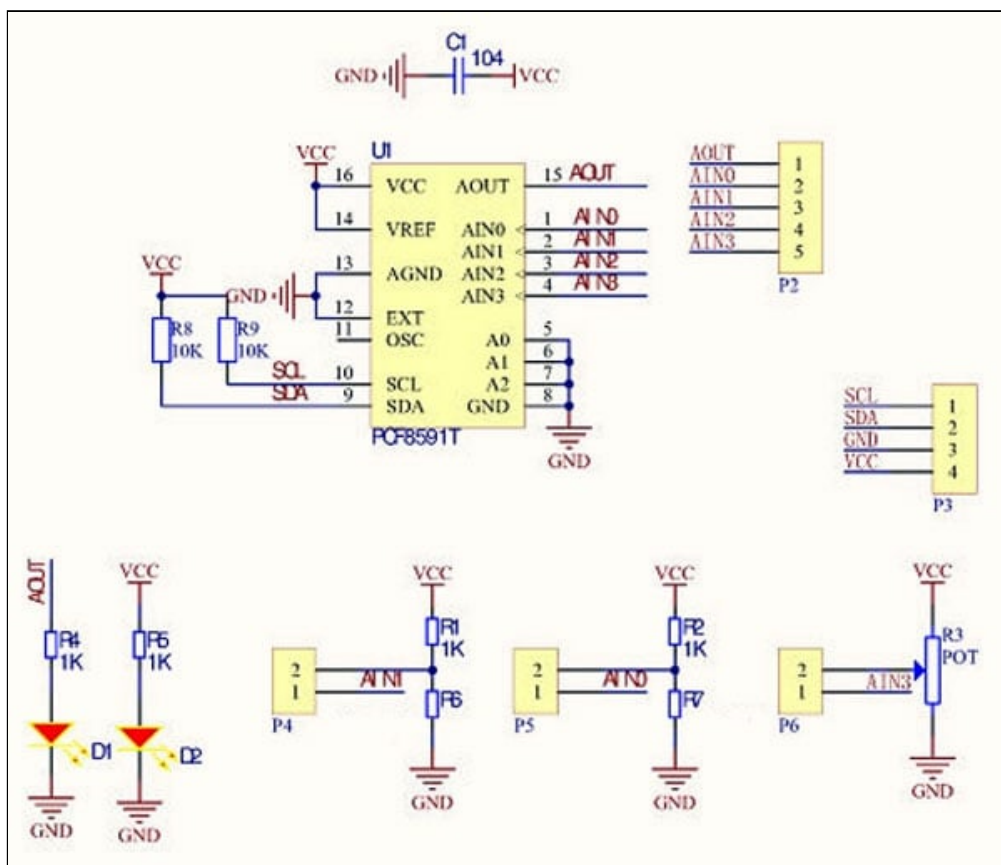 C1
104
GND
VCC
U1
VCC
16
VCC
AOUT
15
AOUT
14
VREF
AIN0
1
AIN0
AIN1
2
AIN1
13
AGND
AIN2
3
AIN2
AIN3
4
AIN3
GND
12
EXT
11
OSC
A0
5
A1
6
10
SCL
SCL
A2
7
9
SDA
SDA
GND
8
PCF8591T
GND
VCC
R8
10K
R9
10K
AOUT
1
AIN0
2
AIN1
3
AIN2
4
AIN3
5
P2
SCL
1
SDA
2
GND
3
VCC
4
P3
AOUT
R4
1K
D1
GND
VCC
R5
1K
D2
GND
VCC
R1
1K
2
1
AIN1
R6
P4
GND
VCC
R2
1K
2
1
AIN0
R7
P5
GND
VCC
R3
POT
2
1
AIN3
P6
GND